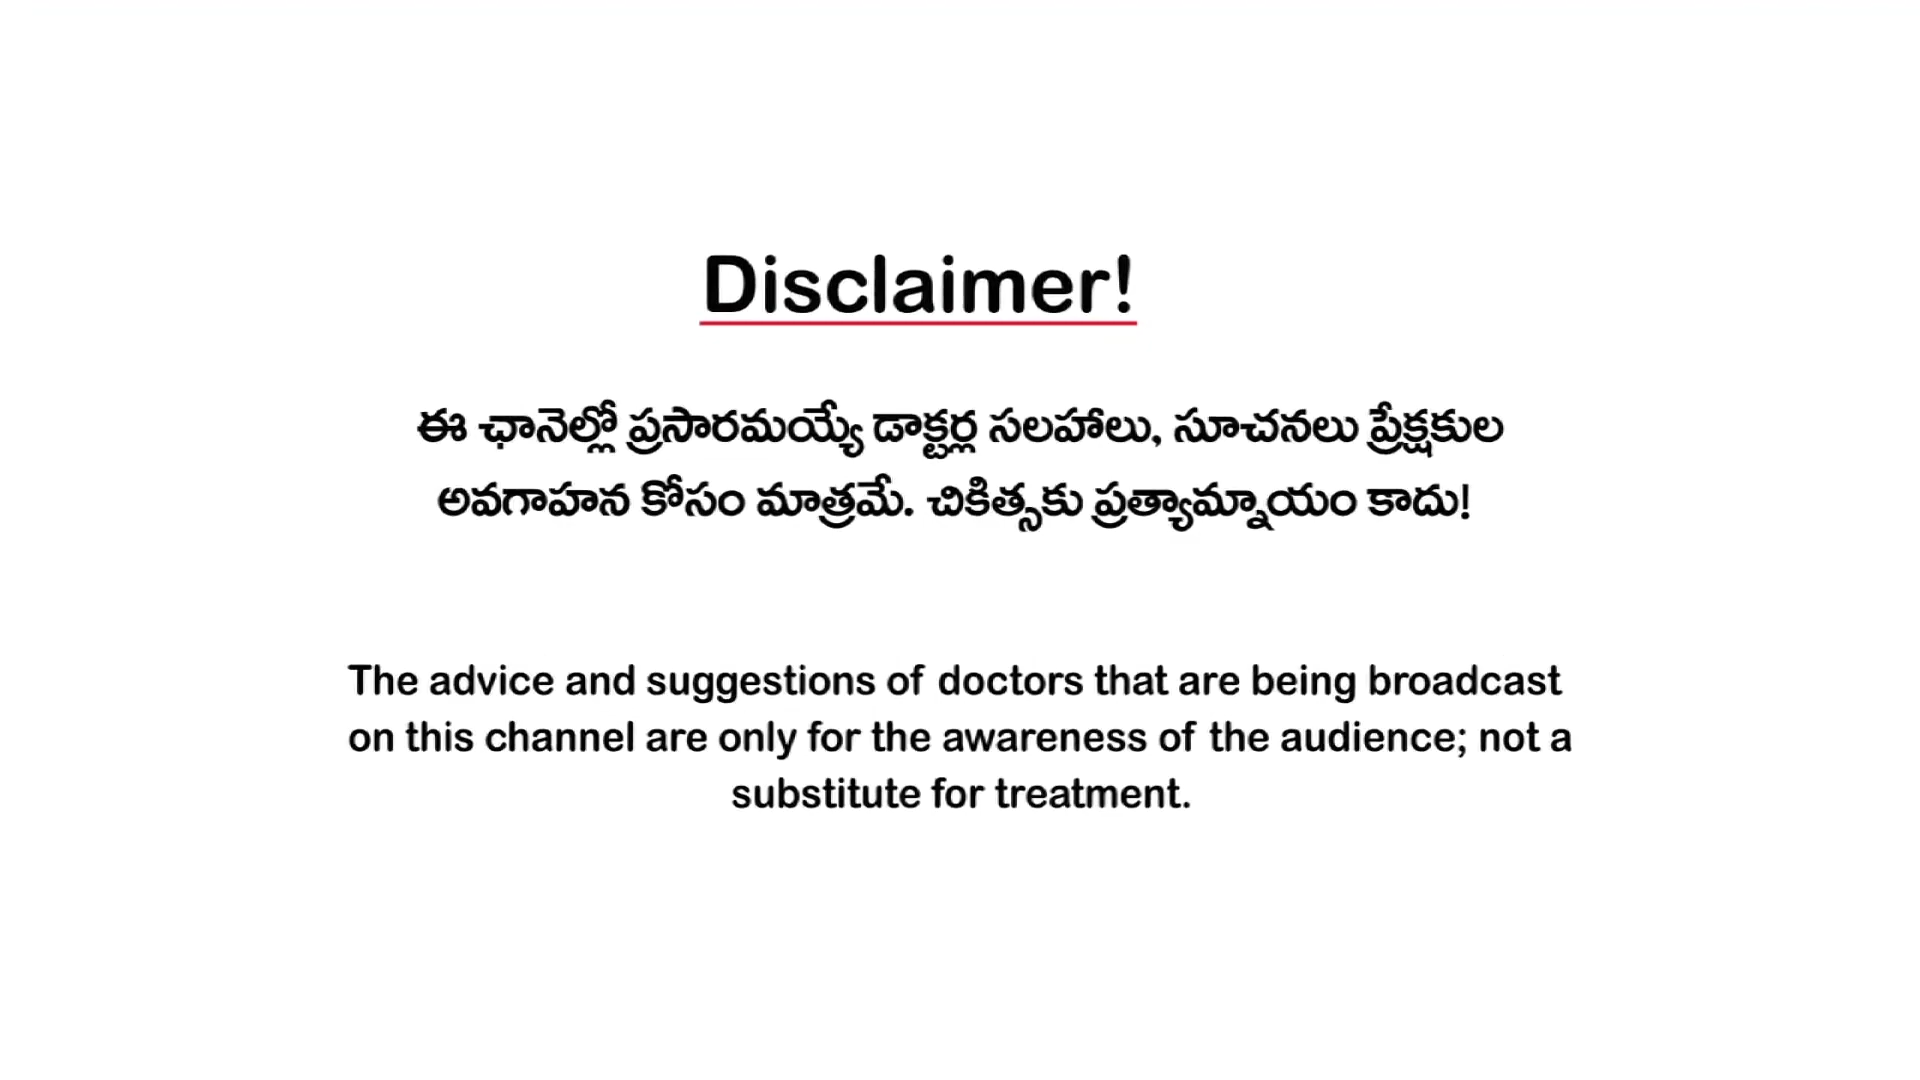 Disclaimer!
ఈ ఛానెల్లో ప్రసారమయ్యే డాక్టర్ల సలహాలు, సూచనలు ప్రేక్షకుల
అవగాహన కోసం మాత్రమే. చికిత్సకు ప్రత్యామ్నాయం కాదు!
The advice and suggestions of doctors that are being broadcast
on this channel are only for the awareness of the audience; not a
substitute for treatment.